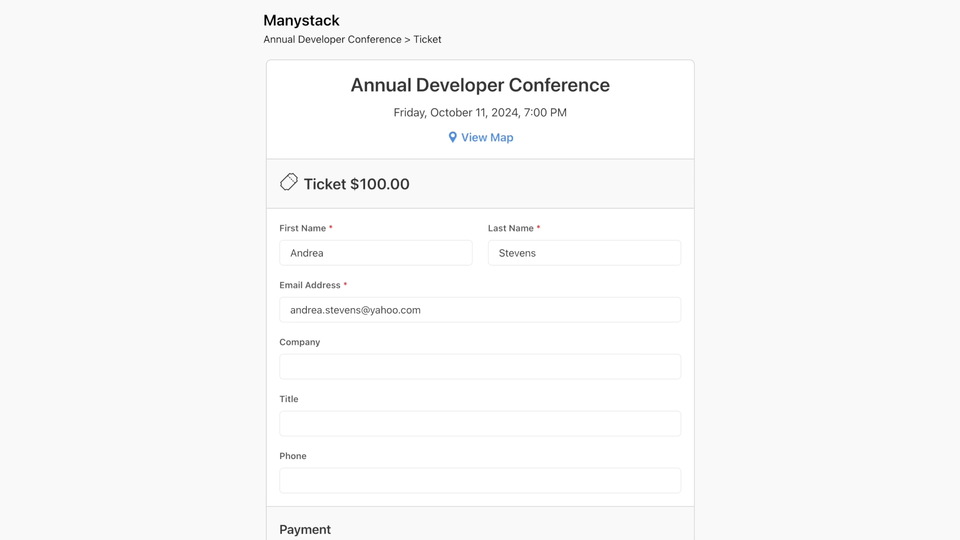 Manystack
Annual Developer Conference > Ticket
Annual Developer Conference
Friday, October 11, 2024, 7:00 PM
View Map
Ticket $100.00
First Name * Last Name *
Andrea Stevens
Email Address *
andrea.stevens@yahoo.com
Company
Title
Phone
Payment